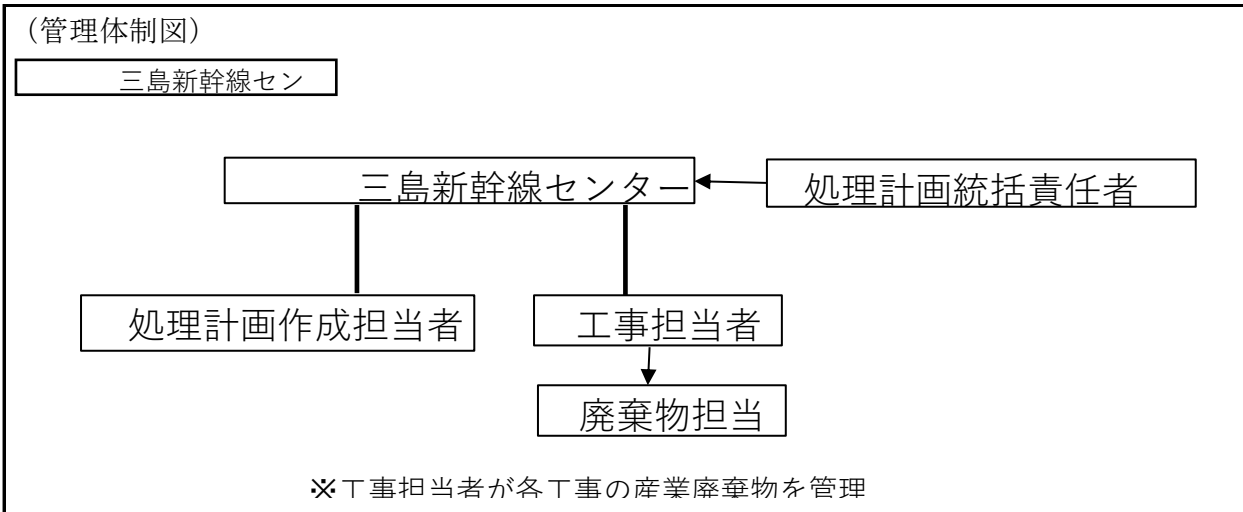 (管理体制図)
三島新幹線セン
三島新幹線センター
処理計画統括責任者
処理計画作成担当者
工事担当者
廃棄物担当
※工事担当者が各工事の産業廃棄物を管理